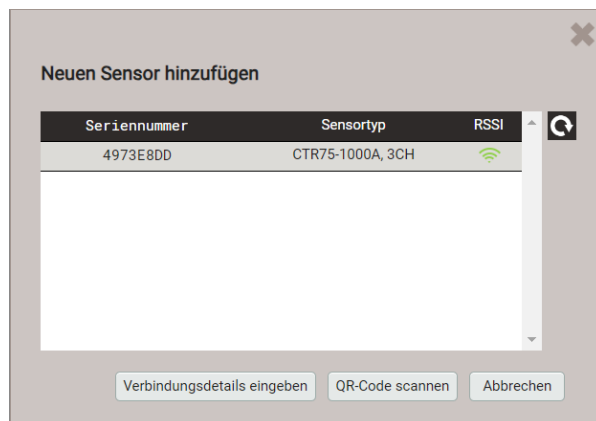 Neuen Sensor hinzufügen
Seriennummer Sensortyp RSSI
4973E8DD CTR75-1000A, 3CH
Verbindungsdetails eingeben QR-Code scannen Abbrechen